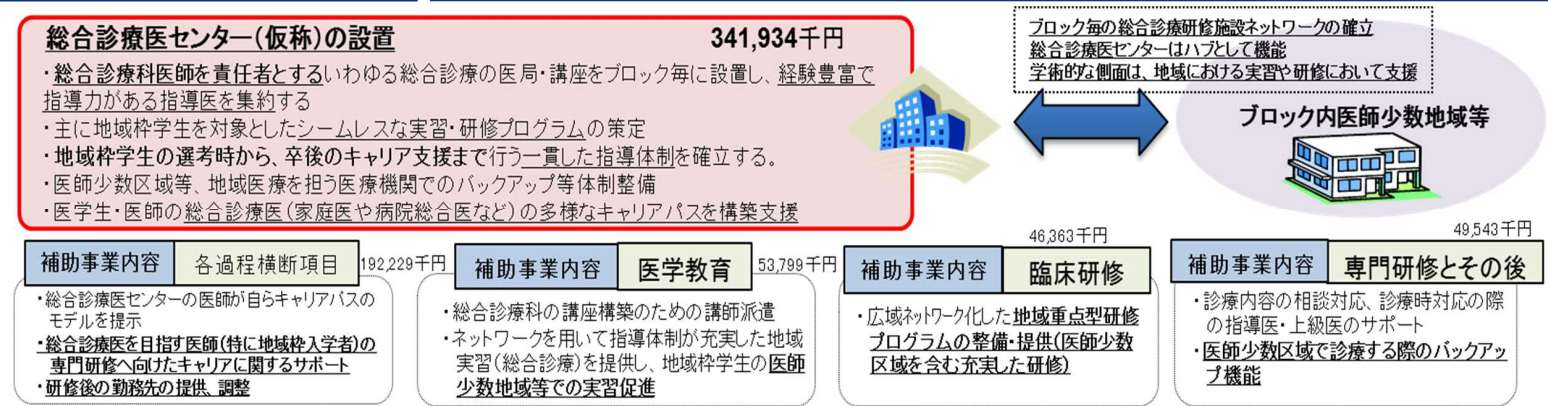 総合診療医センター(仮称)の設置 341,934千円
・総合診療科医師を責任者とするいわゆる総合診療の医局・講座をブロック毎に設置し、経験豊富で
指導力がある指導医を集約する
・主に地域枠学生を対象としたシームレスな実習・研修プログラムの策定
・地域枠学生の選考時から、卒後のキャリア支援まで行う一貫した指導体制を確立する。
・医師少数区域等、地域医療を担う医療機関でのバックアップ等体制整備
・医学生・医師の総合診療医(家庭医や病院総合医など)の多様なキャリアパスを構築支援
ブロック毎の総合診療研修施設ネットワークの確立
総合診療医センターはハブとして機能
学術的な側面は、地域における実習や研修において支援
ブロック内医師少数地域等
補助事業内容 各過程横断項目 192,229千円
・総合診療医センターの医師が自らキャリアパスの
モデルを提示
・総合診療医を目指す医師(特に地域枠入学者)の
専門研修へ向けたキャリアに関するサポート
・研修後の勤務先の提供、調整
補助事業内容 医学教育 53,799千円
・総合診療科の講座構築のための講師派遣
・ネットワークを用いて指導体制が充実した地域
実習(総合診療)を提供し、地域枠学生の医師
少数地域等での実習促進
46,363千円
補助事業内容 臨床研修
・広域ネットワーク化した地域重点型研修
プログラムの整備・提供(医師少数
区域を含む充実した研修)
49,543千円
補助事業内容 専門研修とその後
・診療内容の相談対応、診療時対応の際
の指導医・上級医のサポート
・医師少数区域で診療する際のバックアッ
プ機能